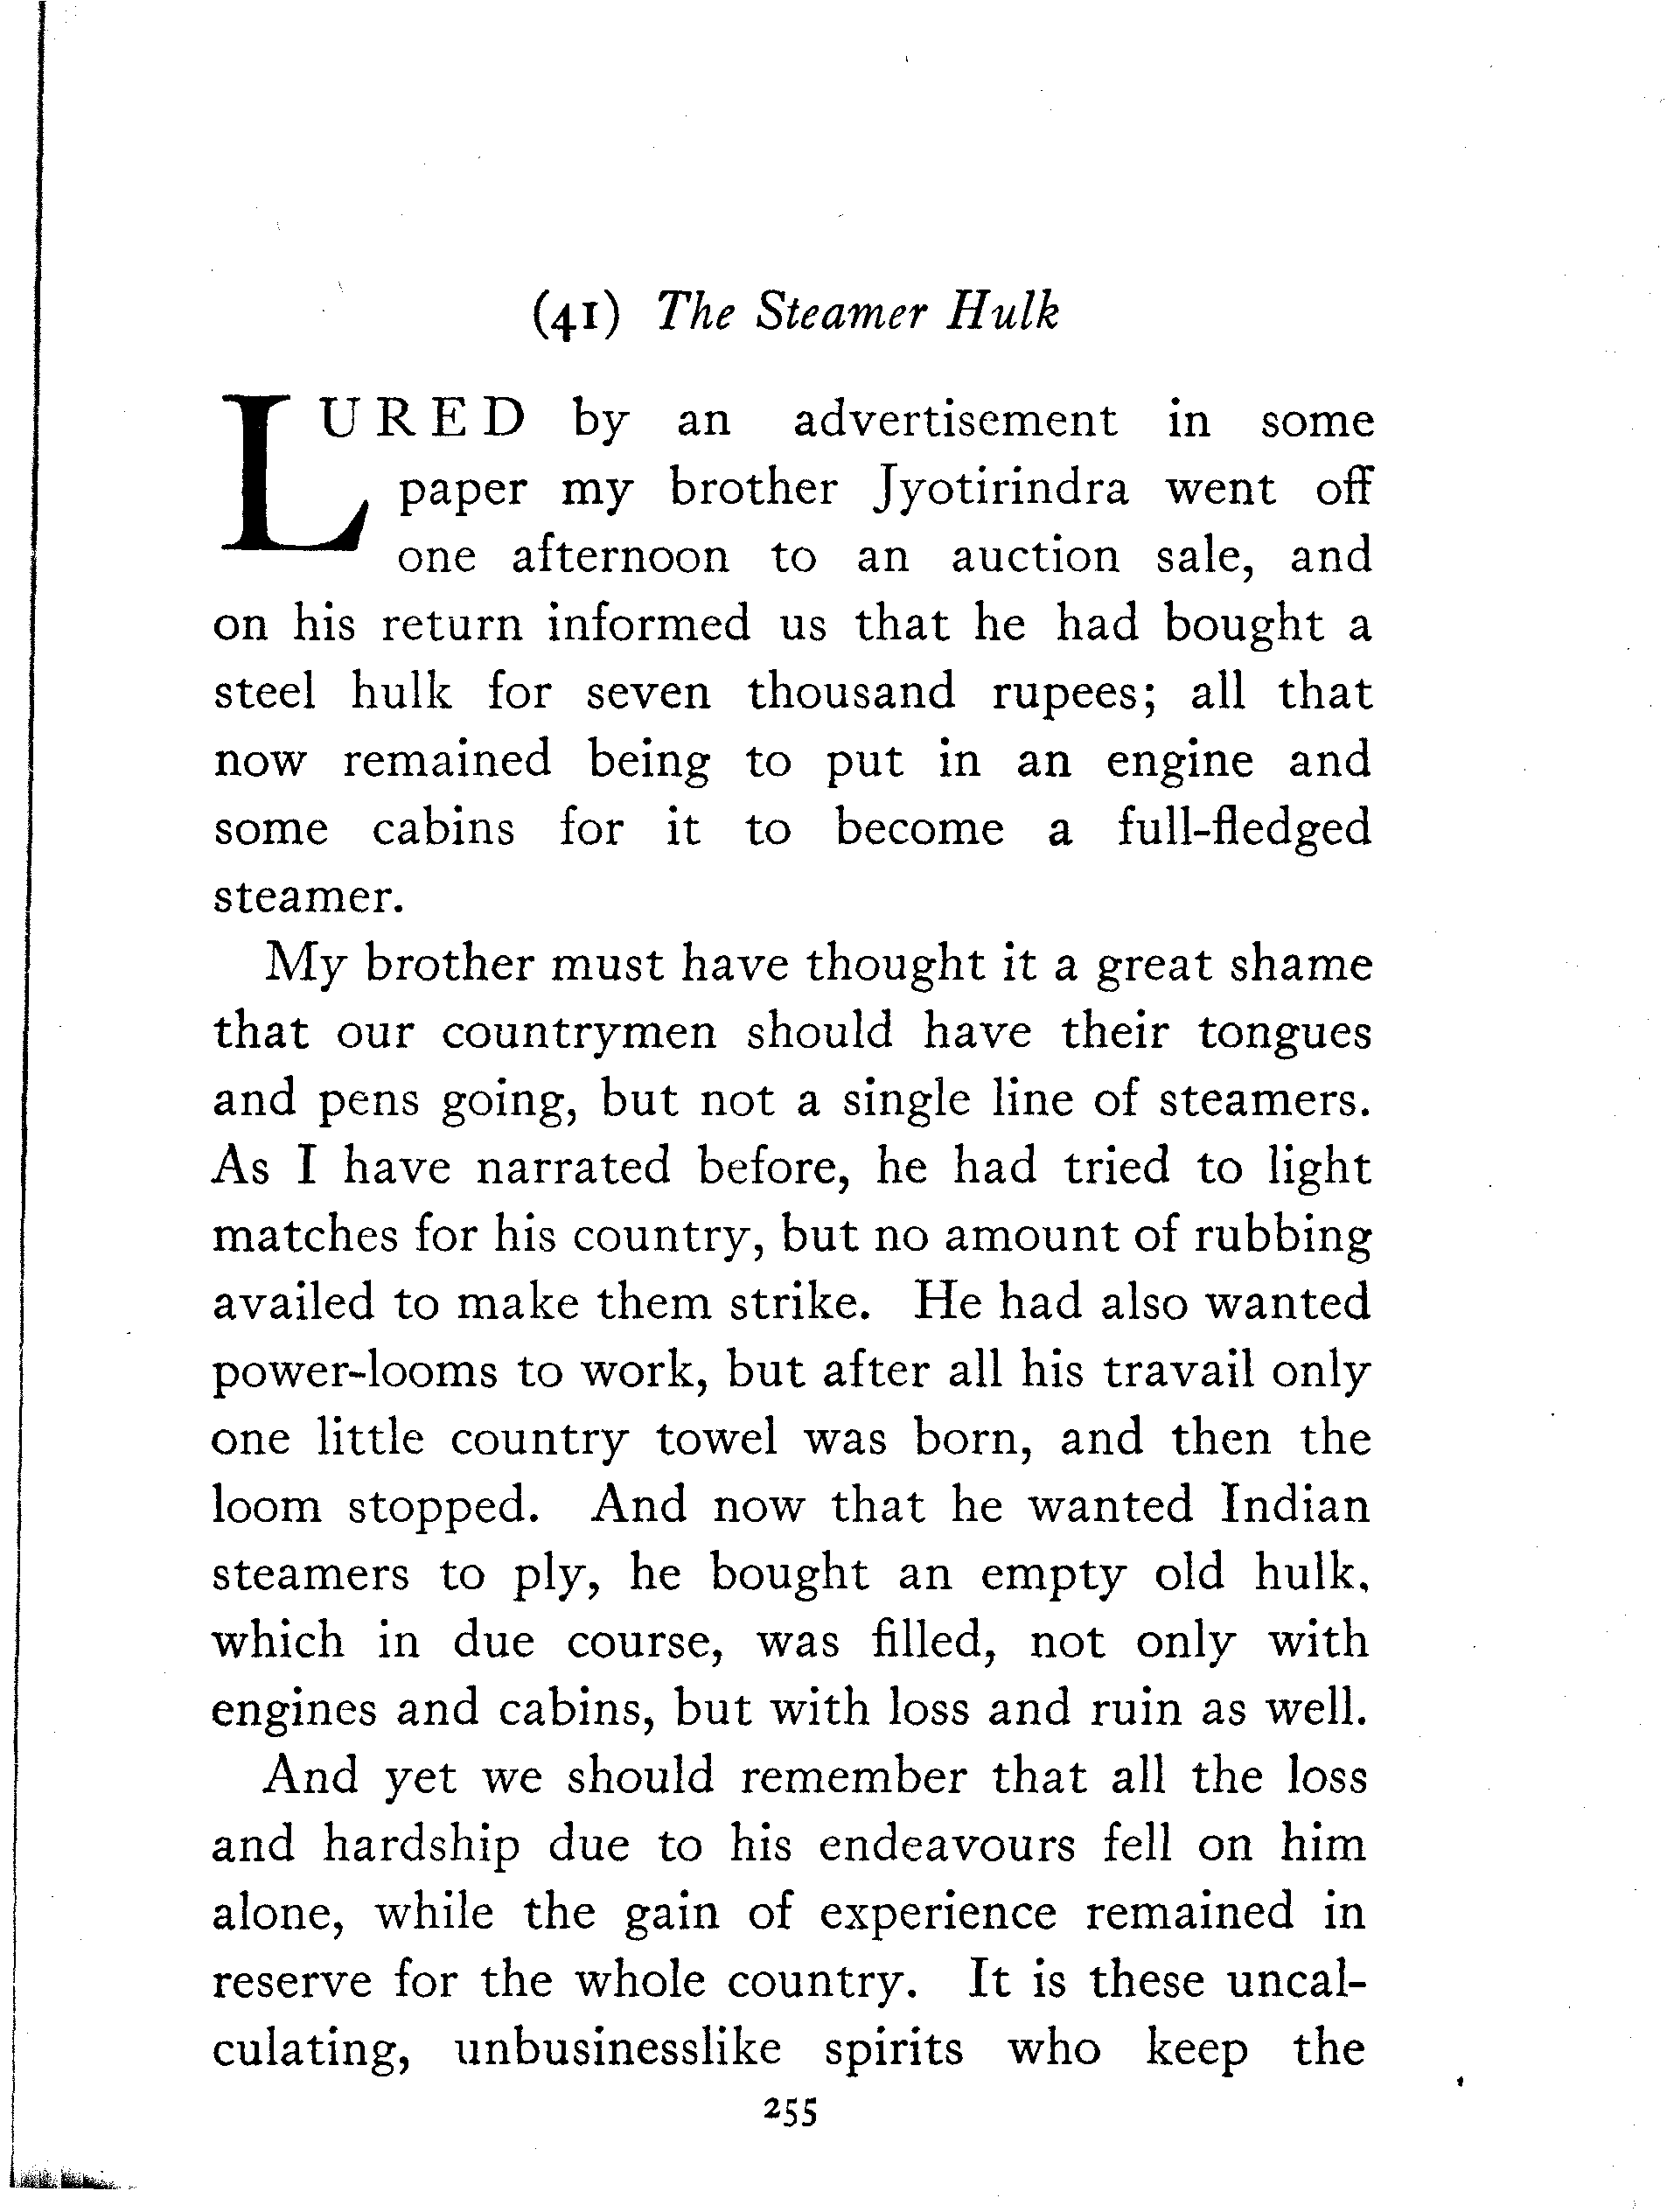 (41) The Steamer Hulk
LURED by an advertisement in some
paper my brother Jyotirindra went off
one afternoon to an auction sale, and
on his return informed us that he had bought a
steel hulk for seven thousand rupees; all that
now remained being to put in an engine and
some cabins for it to become a full-fledged
steamer.
My brother must have thought it a great shame
that our countrymen should have their tongues
and pens going, but not a single line of steamers.
As I have narrated before, he had tried to light
matches for his country, but no amount of rubbing
availed to make them strike. He had also wanted
power-looms to work, but after all his travail only
one little country towel was born, and then the
loom stopped. And now that he wanted Indian
steamers to ply, he bought an empty old hulk,
which in due course, was filled, not only with
engines and cabins, but with loss and ruin as well.
And yet we should remember that all the loss
and hardship due to his endeavours fell on him
alone, while the gain of experience remained in
reserve for the whole country. It is these uncal-
culating, unbusinesslike spirits who keep the
255